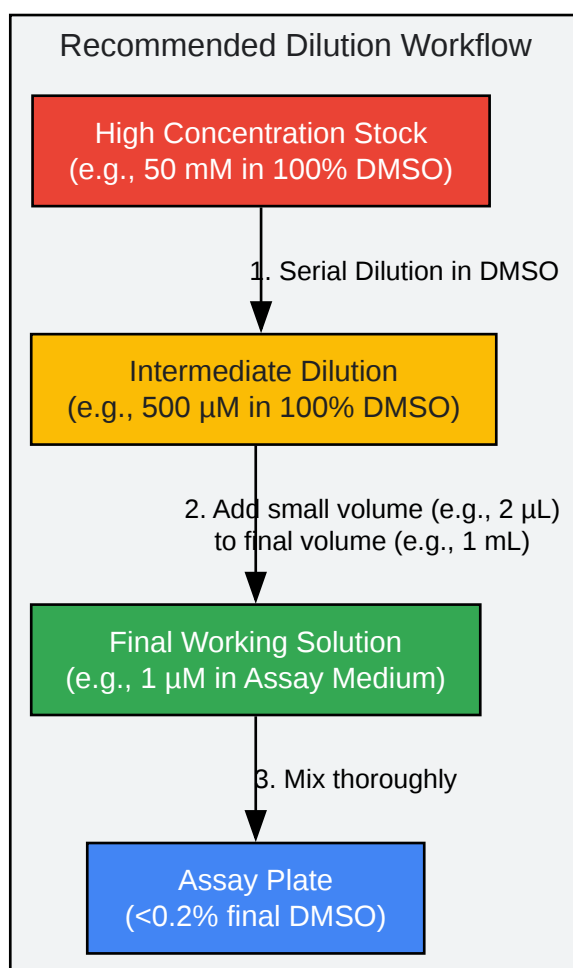 Recommended Dilution Workflow
High Concentration Stock
(e.g., 50 mM in 100% DMSO)
1. Serial Dilution in DMSO
Intermediate Dilution
(e.g., 500 µM in 100% DMSO)
2. Add small volume (e.g., 2 µL)
to final volume (e.g., 1 mL)
Final Working Solution
(e.g., 1 µM in Assay Medium)
3. Mix thoroughly
Assay Plate
(<0.2% final DMSO)